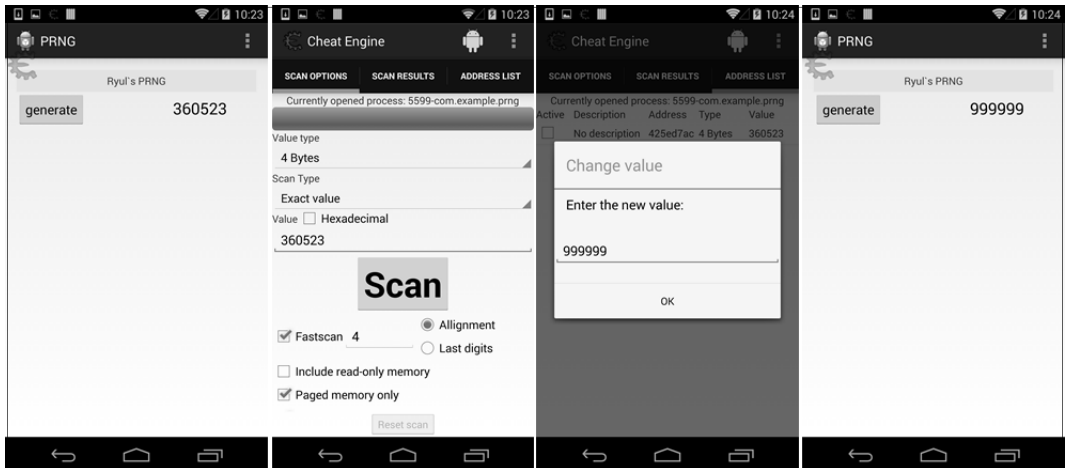 10:23
PRNG
Ryul`s PRNG
generate 360523
10:23
Cheat Engine
SCAN OPTIONS SCAN RESULTS ADDRESS LIST
Currently opened process: 5599-com.example.prng
Value type
4 Bytes
Scan Type
Exact value
Value Hexadecimal
360523
Scan
Fastscan 4
Allignment
Last digits
Include read-only memory
Paged memory only
Reset scan
10:24
Cheat Engine
SCAN OPTIONS SCAN RESULTS ADDRESS LIST
Currently opened process: 5599-com.example.prng
Active Description Address Type Value
No description 425ed7ac 4 Bytes 360523
Change value
Enter the new value:
999999
OK
10:24
PRNG
Ryul`s PRNG
generate 999999